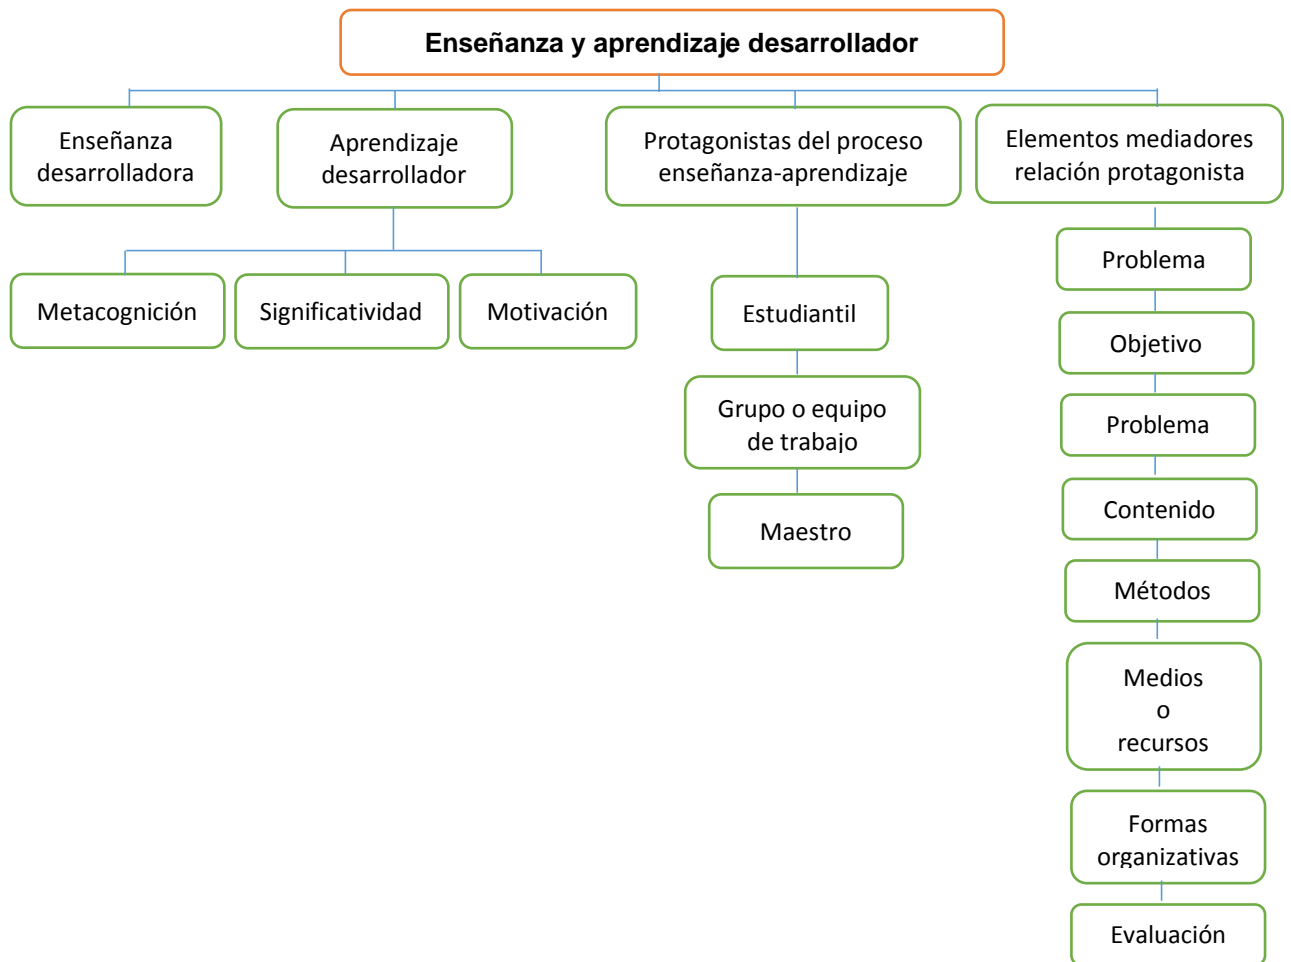 Enseñanza y aprendizaje desarrollador
Enseñanza
desarrolladora
Aprendizaje
desarrollador
Protagonistas del proceso
enseñanza-aprendizaje
Elementos mediadores
relación protagonista
Metacognición
Significatividad
Motivación
Estudiantil
Grupo o equipo
de trabajo
Maestro
Problema
Objetivo
Problema
Contenido
Métodos
Medios
o
recursos
Formas
organizativas
Evaluación